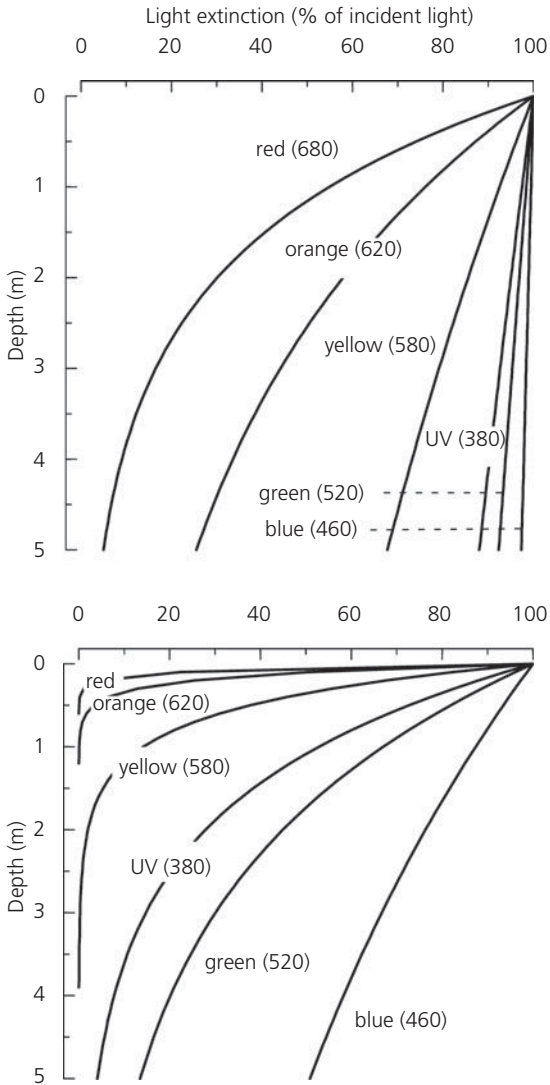 Light extinction (% of incident light)
0 20 40 60 80 100
0
red (680)
1
orange (620)
2
yellow (580)
3
UV (380)
4
green (520)
blue (460)
5
Depth (m)
0 20 40 60 80 100
0
red
orange (620)
1
yellow (580)
2
UV (380)
3
green (520)
4
blue (460)
5
Depth (m)